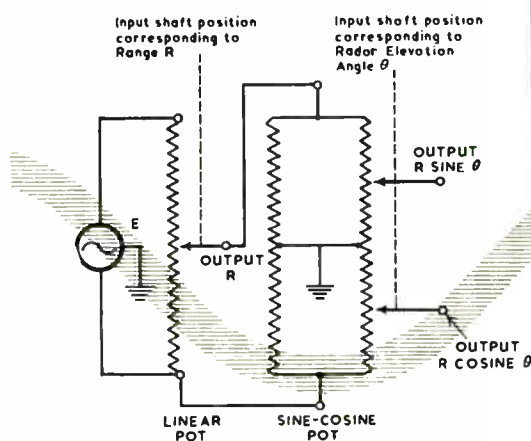 Input shaft position
corresponding to
Range R
Input shaft position
corresponding to
Rador Elevation
Angle θ
OUTPUT
R SINE θ
E
OUTPUT
R
OUTPUT
R COSINE θ
LINEAR
POT
SINE-COSINE
POT